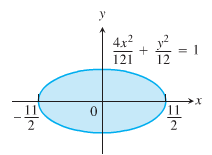 y
4x²/121 + y²/12 = 1
x
-11/2
0
11/2